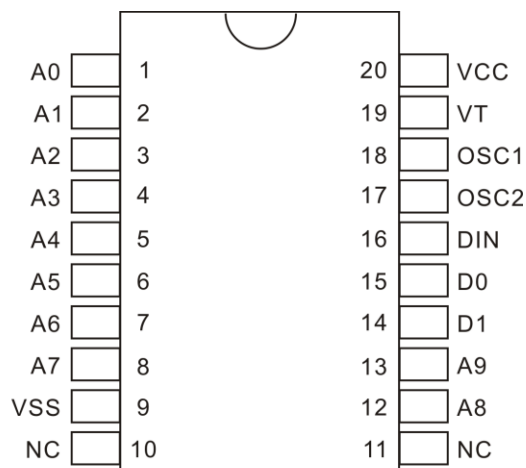 A0 1 20 VCC
A1 2 19 VT
A2 3 18 OSC1
A3 4 17 OSC2
A4 5 16 DIN
A5 6 15 D0
A6 7 14 D1
A7 8 13 A9
VSS 9 12 A8
NC 10 11 NC